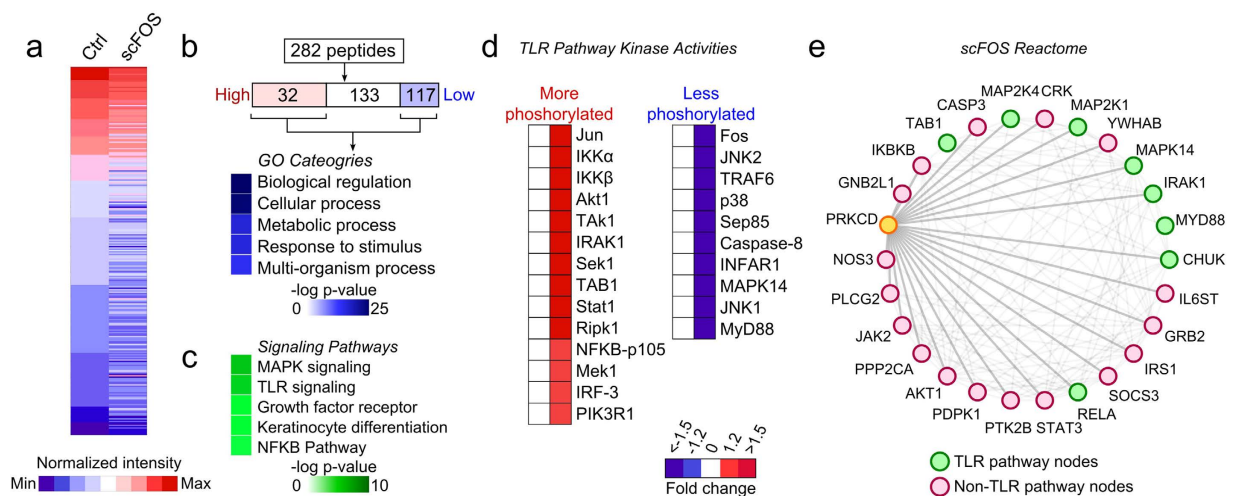 a
Ctrl
scFOS
Normalized intensity
Min
Max
b
282 peptides
High
32
133
117
Low
GO Cateogries
Biological regulation
Cellular process
Metabolic process
Response to stimulus
Multi-organism process
-log p-value
0
25
c
Signaling Pathways
MAPK signaling
TLR signaling
Growth factor receptor
Keratinocyte differentiation
NFKB Pathway
-log p-value
0
10
d
TLR Pathway Kinase Activities
More
phoshorylated
Jun
IKKα
IKKβ
Akt1
TAk1
IRAK1
Sek1
TAB1
Stat1
Ripk1
NFKB-p105
Mek1
IRF-3
PIK3R1
Less
phosphorylated
Fos
JNK2
TRAF6
p38
Sep85
Caspase-8
INFAR1
MAPK14
JNK1
MyD88
<-1.5
-1.2
0
1.2
>1.5
Fold change
e
scFOS Reactome
MAP2K4
CRK
CASP3
MAP2K1
TAB1
YWHAB
IKBKB
MAPK14
GNB2L1
IRAK1
PRKCD
MYD88
NOS3
CHUK
PLCG2
IL6ST
JAK2
GRB2
PPP2CA
IRS1
AKT1
SOCS3
PDPK1
RELA
PTK2B
STAT3
TLR pathway nodes
Non-TLR pathway nodes